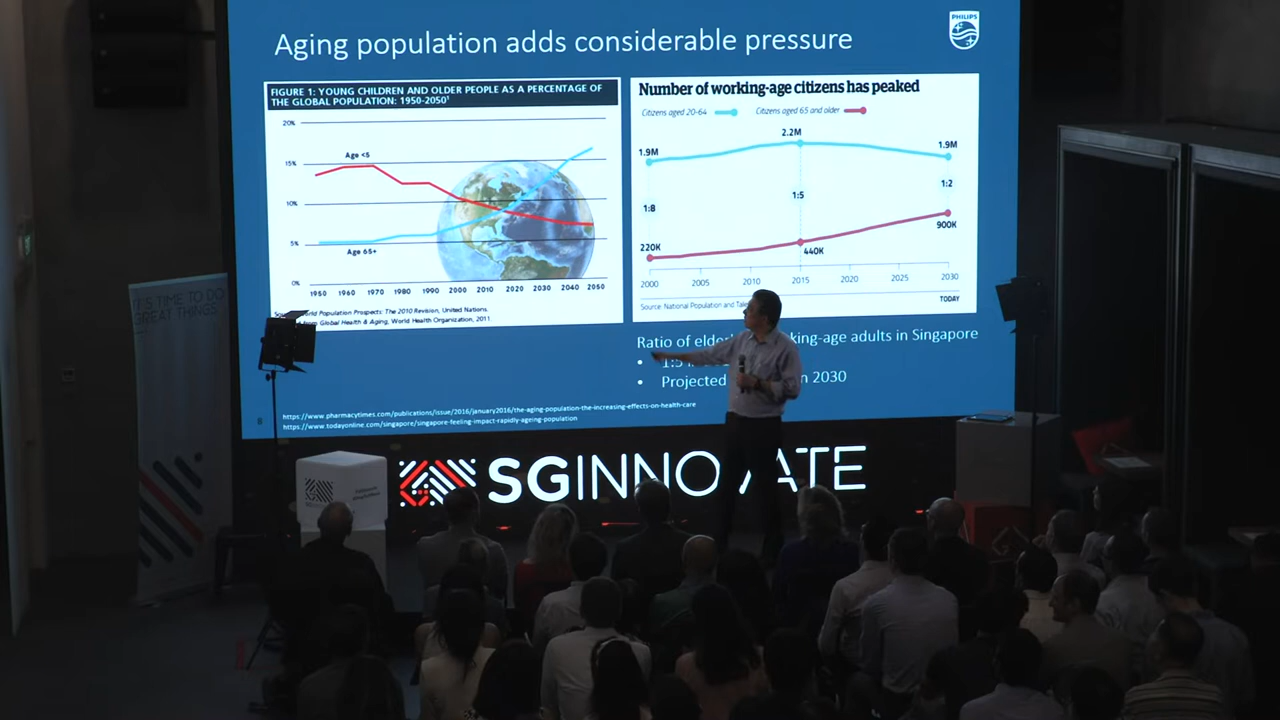 Aging population adds considerable pressure
PHILIPS
FIGURE 1: YOUNG CHILDREN AND OLDER PEOPLE AS A PERCENTAGE OF
THE GLOBAL POPULATION: 1950-2050¹
20%
15%
10%
5%
0%
Age <5
Age 65+
1950 1960 1970 1980 1990 2000 2010 2020 2030 2040 2050
World Population Prospects: The 2010 Revision, United Nations.
from Global Health & Aging, World Health Organization, 2011.
Number of working-age citizens has peaked
Citizens aged 20-64 Citizens aged 65 and older
1.9M 2.2M 1.9M
1:8 1:5 1:2
220K 440K 900K
2000 2005 2010 2015 2020 2025 2030
Source: National Population and
TODAY
Ratio of working-age adults in Singapore
• 1:5
• Projected in 2030
8
https://www.pharmacytimes.com/publications/issue/2016/january2016/the-aging-population-the-increasing-effects-on-health-care
https://www.todayonline.com/singapore/singapore-feeling-impact-rapidly-ageing-population
IT'S TIME TO DO
GREAT THINGS
SGINNOVATE